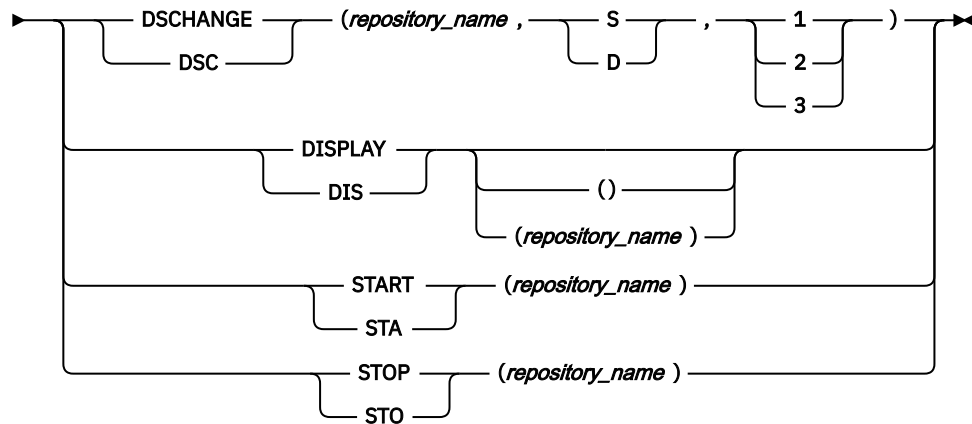 DSCHANGE (repository_name , S , 1 )
DSC D 2
3
DISPLAY
DIS ()
(repository_name )
START (repository_name )
STA
STOP (repository_name )
STO